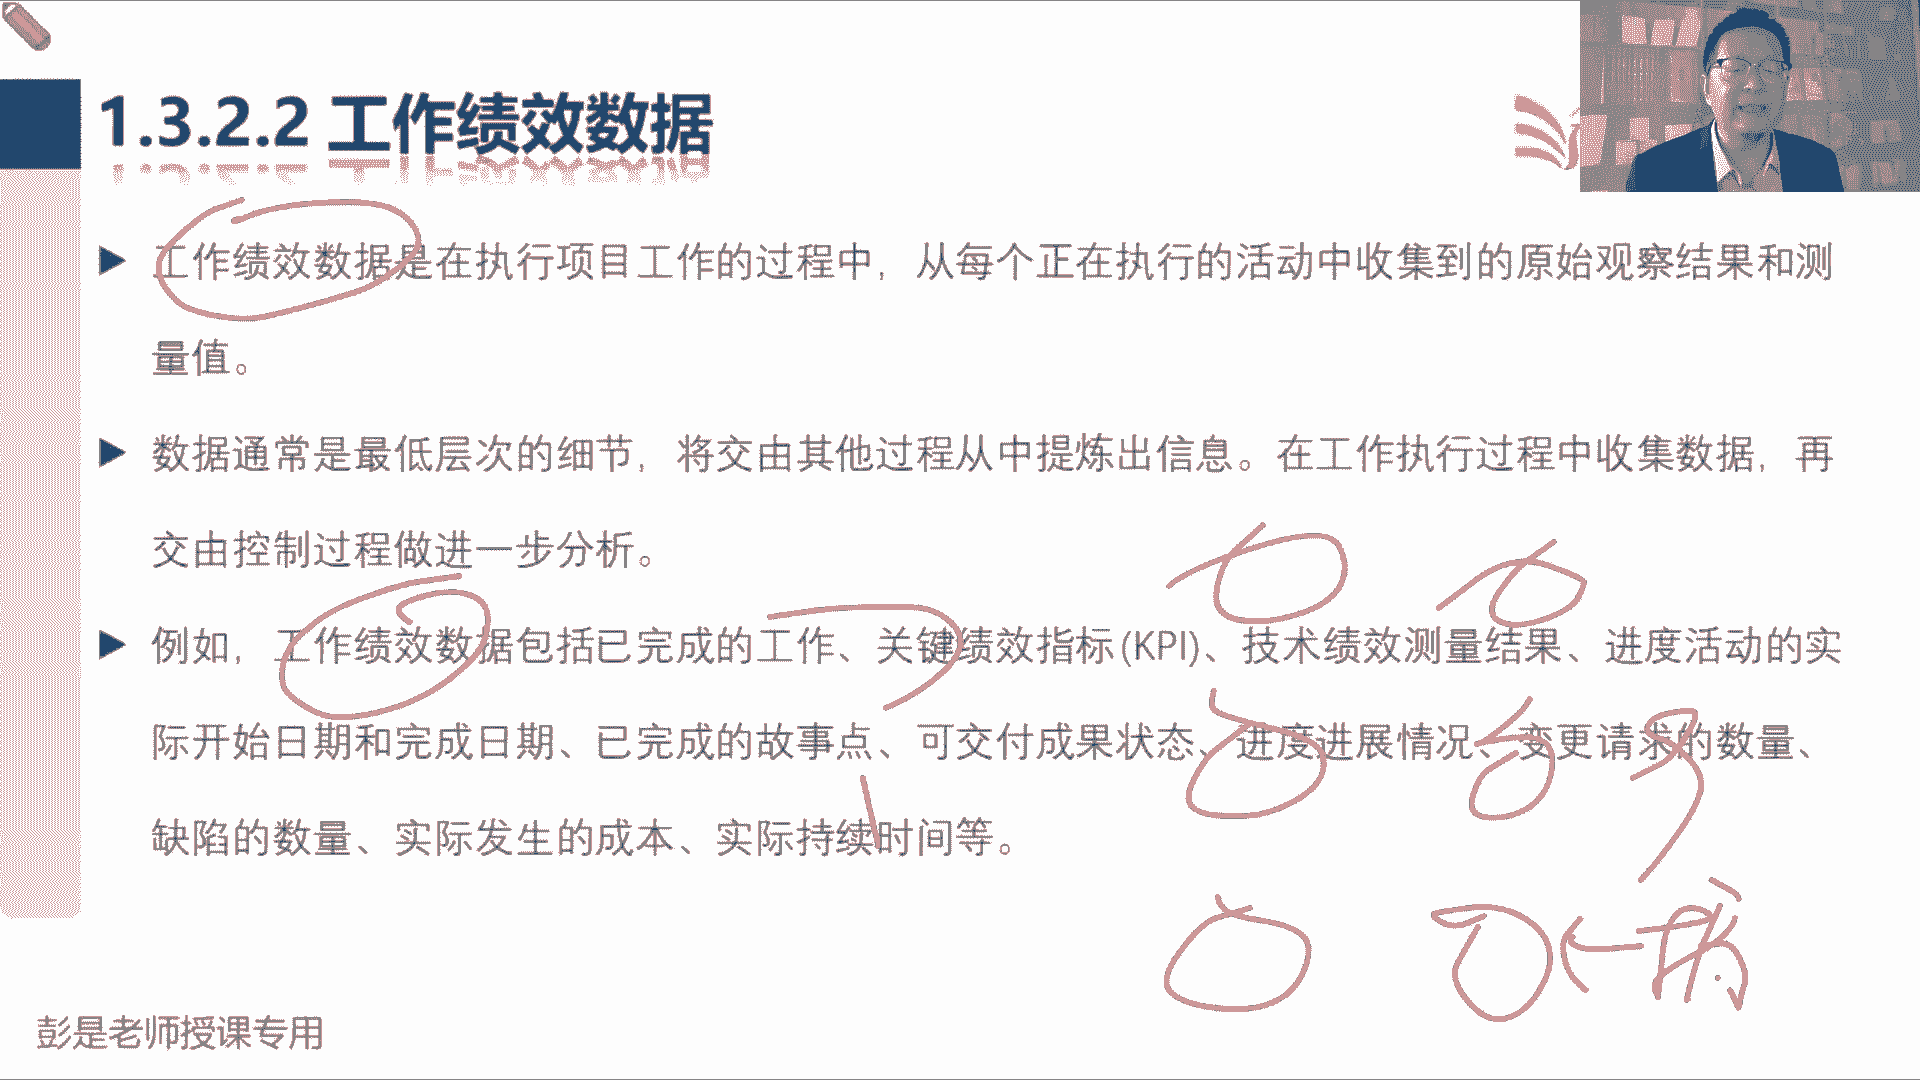 1.3.2.2 工作绩效数据
工作绩效数据是在执行项目工作的过程中，从每个正在执行的活动中收集到的原始观察结果和测
量值。
数据通常是最低层次的细节，将交由其他过程从中提炼出信息。在工作执行过程中收集数据，再
交由控制过程做进一步分析。
例如，工作绩效数据包括已完成的工作、关键绩效指标(KPI)、技术绩效测量结果、进度活动的实
际开始日期和完成日期、已完成的故事点、可交付成果状态、进度进展情况、变更请求的数量、
缺陷的数量、实际发生的成本、实际持续时间等。
彭是老师授课专用